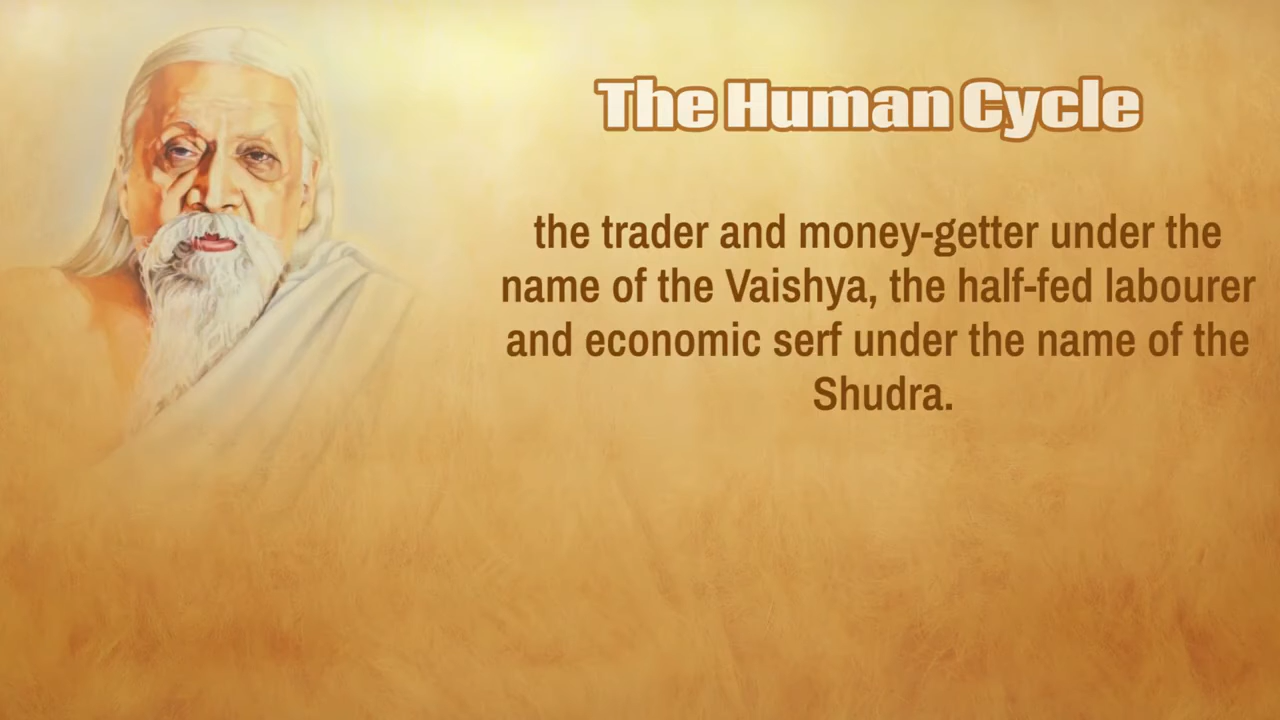 The Human Cycle
the trader and money-getter under the
name of the Vaishya, the half-fed labourer
and economic serf under the name of the
Shudra.